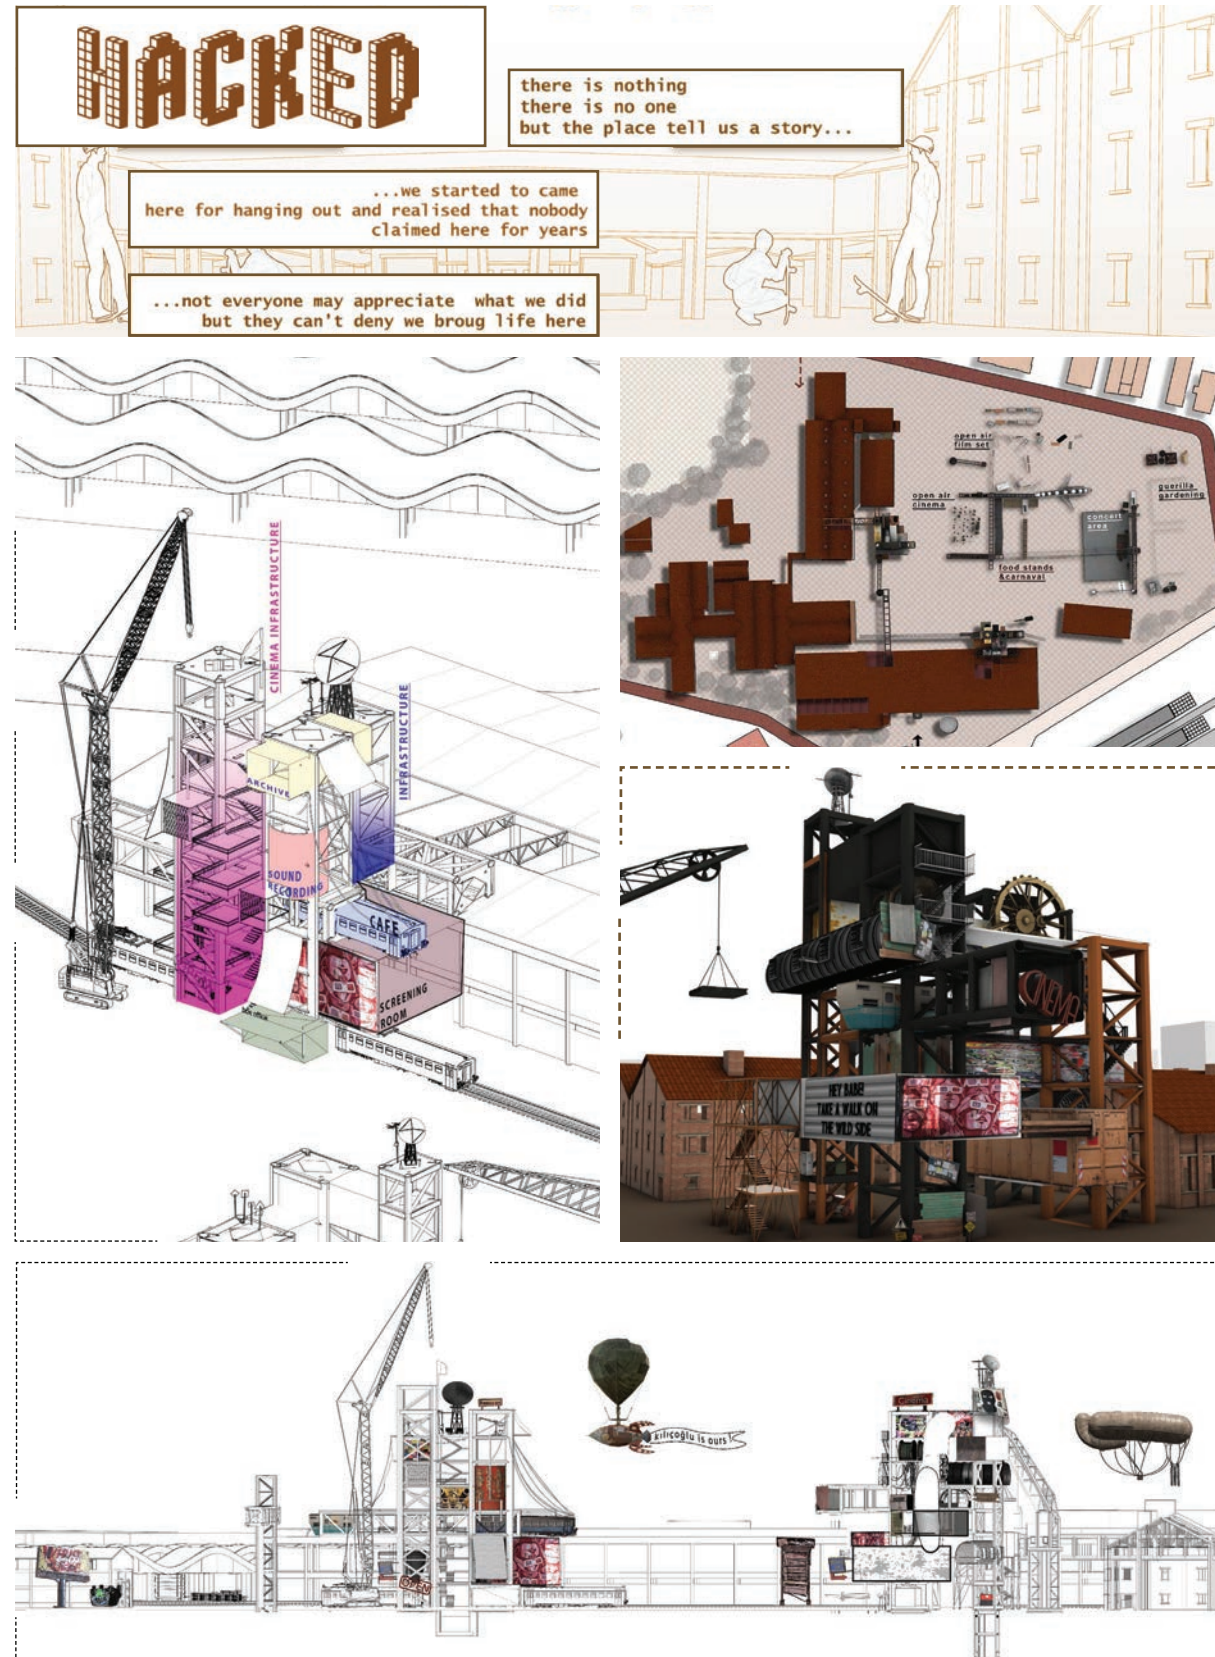 HACKED
there is nothing
there is no one
but the place tell us a story...
...we started to came
here for hanging out and realised that nobody
claimed here for years
...not everyone may appreciate what we did
but they can't deny we broug life here
CINEMA INFRASTRUCTURE
INFRASTRUCTURE
ARCHIVE
SOUND
RECORDING
CAFE
SCREENING
ROOM
box office
open air
film set
open air
cinema
guerilla
gardening
concert
area
food stands
&carnaval
CINEMA
HEY BABE!
TAKE A WALK ON
THE WILD SIDE
kılıçoğlu is ours!
OPEN